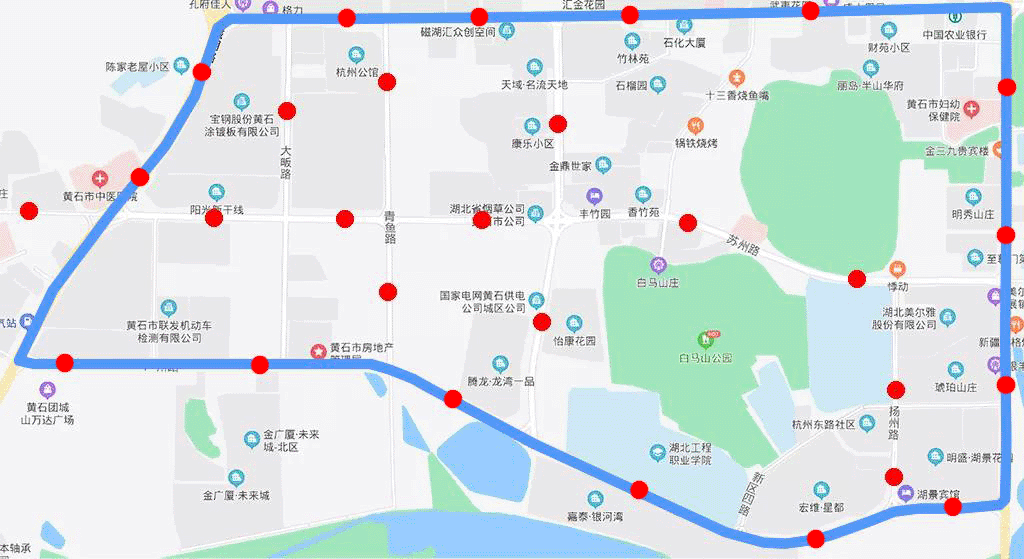 孔府佳人
格力
汇金花园
磁湖汇众创空间
石化大厦
中国农业银行
陈家老屋小区
杭州公馆
竹林苑
财苑小区
天域·名流天地
石榴园
十三香烧鱼嘴
丽岛·半山华府
宝钢股份黄石
涂镀板有限公司
黄石市妇幼
保健院
大畈路
康乐小区
锅铁烧烤
金三九贵宾楼
金鼎世家
黄石市中医
院
庄
阳光新干线
青鱼路
湖北省烟草公司
市公司
丰竹园
香竹苑
明秀山庄
苏州路
白马山庄
悸动
国家电网黄石供电
公司城区公司
湖北美尔雅
股份有限公司
气站
黄石市联发机动车
检测有限公司
怡康花园
白马山公园
黄石市房地产
腾龙·龙湾一品
琥珀山庄
黄石团城
山万达广场
扬州路
杭州东路社区
金广厦·未来
城·北区
湖北工程
职业学院
明盛·湖景花
金广厦·未来城
新区四路
嘉泰·银河湾
宏维·星都
湖景宾馆
本轴承